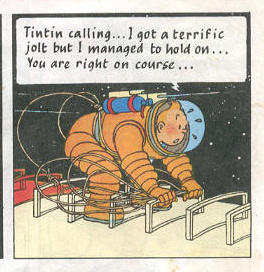 Tintin calling...I got a terrific
jolt but I managed to hold on...
You are right on course...